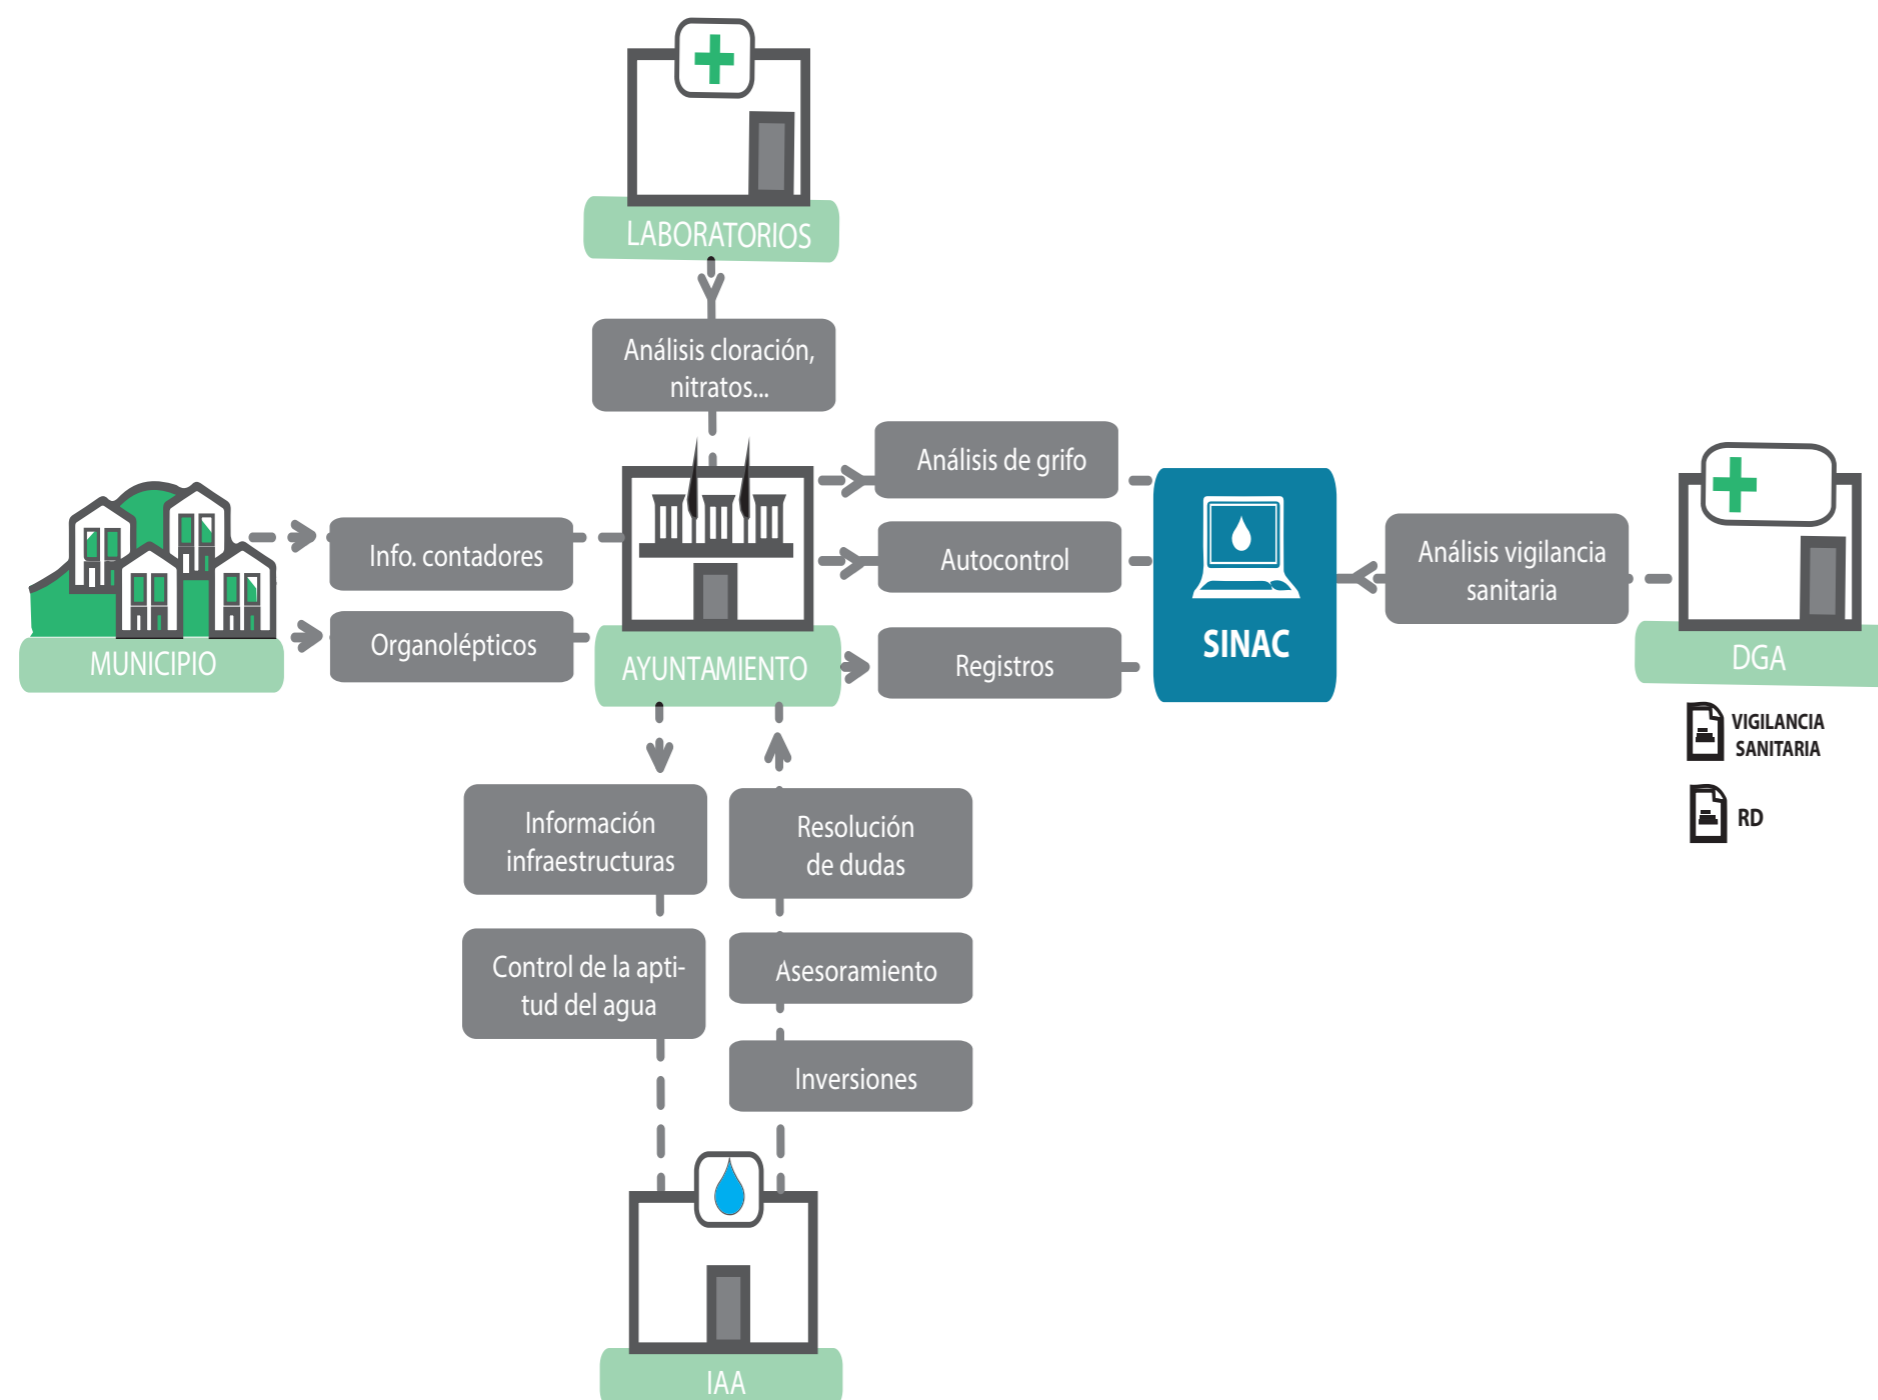 LABORATORIOS
Análisis cloración,
nitratos...
Análisis de grifo
Info. contadores
Autocontrol
Análisis vigilancia
sanitaria
Organolépticos
SINAC
MUNICIPIO
AYUNTAMIENTO
Registros
DGA
VIGILANCIA
SANITARIA
RD
Información
infraestructuras
Resolución
de dudas
Control de la apti-
tud del agua
Asesoramiento
Inversiones
IAA